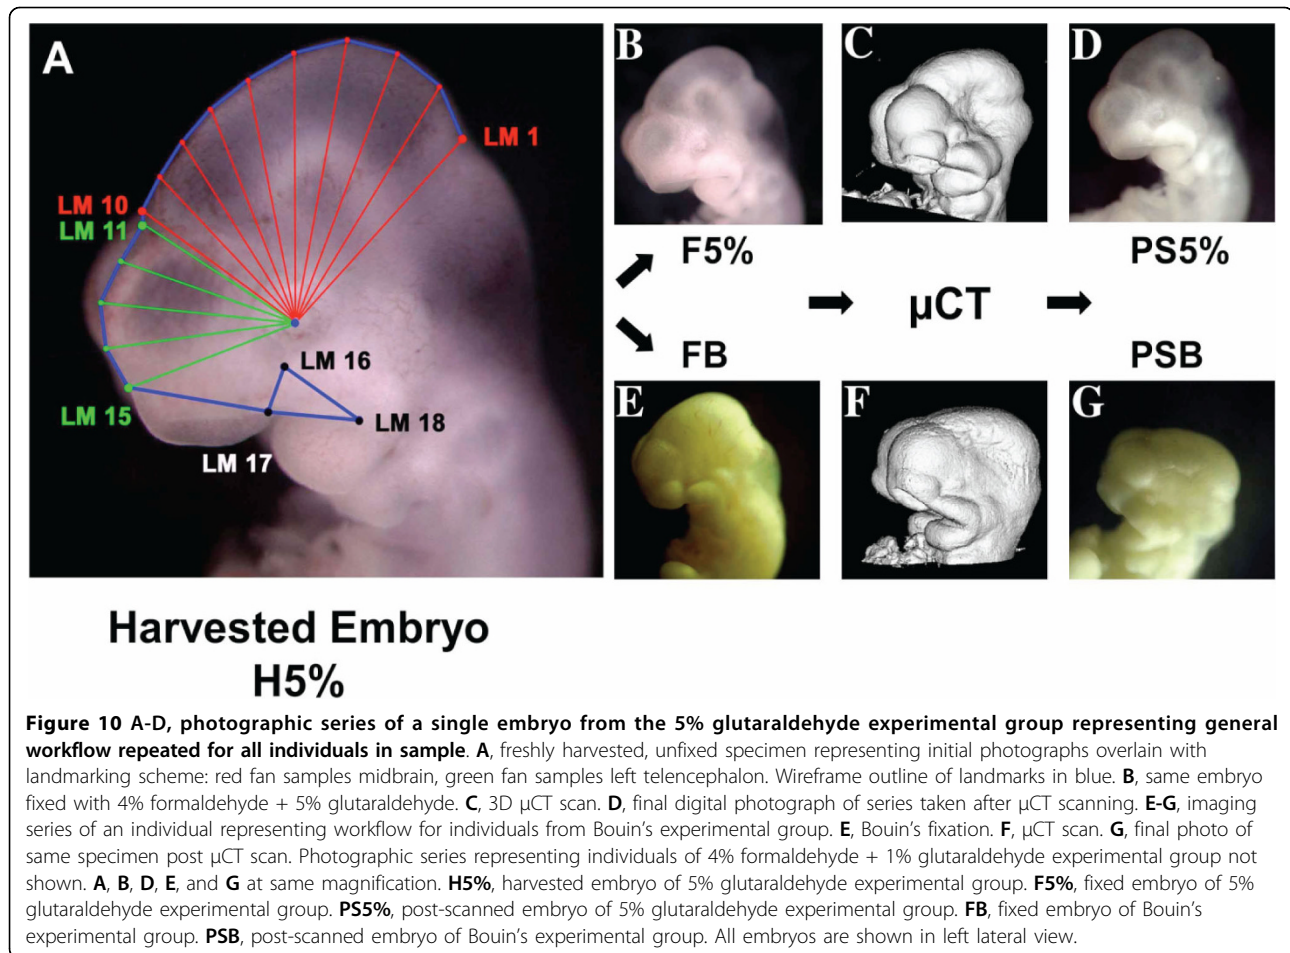 A
LM 1
LM 10
LM 11
LM 15
LM 16
LM 17
LM 18
Harvested Embryo
H5%
B
C
D
F5%
µCT
PS5%
FB
PSB
E
F
G
Figure 10 A-D, photographic series of a single embryo from the 5% glutaraldehyde experimental group representing general
workflow repeated for all individuals in sample. A, freshly harvested, unfixed specimen representing initial photographs overlain with
landmarking scheme: red fan samples midbrain, green fan samples left telencephalon. Wireframe outline of landmarks in blue. B, same embryo
fixed with 4% formaldehyde + 5% glutaraldehyde. C, 3D µCT scan. D, final digital photograph of series taken after µCT scanning. E-G, imaging
series of an individual representing workflow for individuals from Bouin's experimental group. E, Bouin's fixation. F, µCT scan. G, final photo of
same specimen post µCT scan. Photographic series representing individuals of 4% formaldehyde + 1% glutaraldehyde experimental group not
shown. A, B, D, E, and G at same magnification. H5%, harvested embryo of 5% glutaraldehyde experimental group. F5%, fixed embryo of 5%
glutaraldehyde experimental group. PS5%, post-scanned embryo of 5% glutaraldehyde experimental group. FB, fixed embryo of Bouin's
experimental group. PSB, post-scanned embryo of Bouin's experimental group. All embryos are shown in left lateral view.